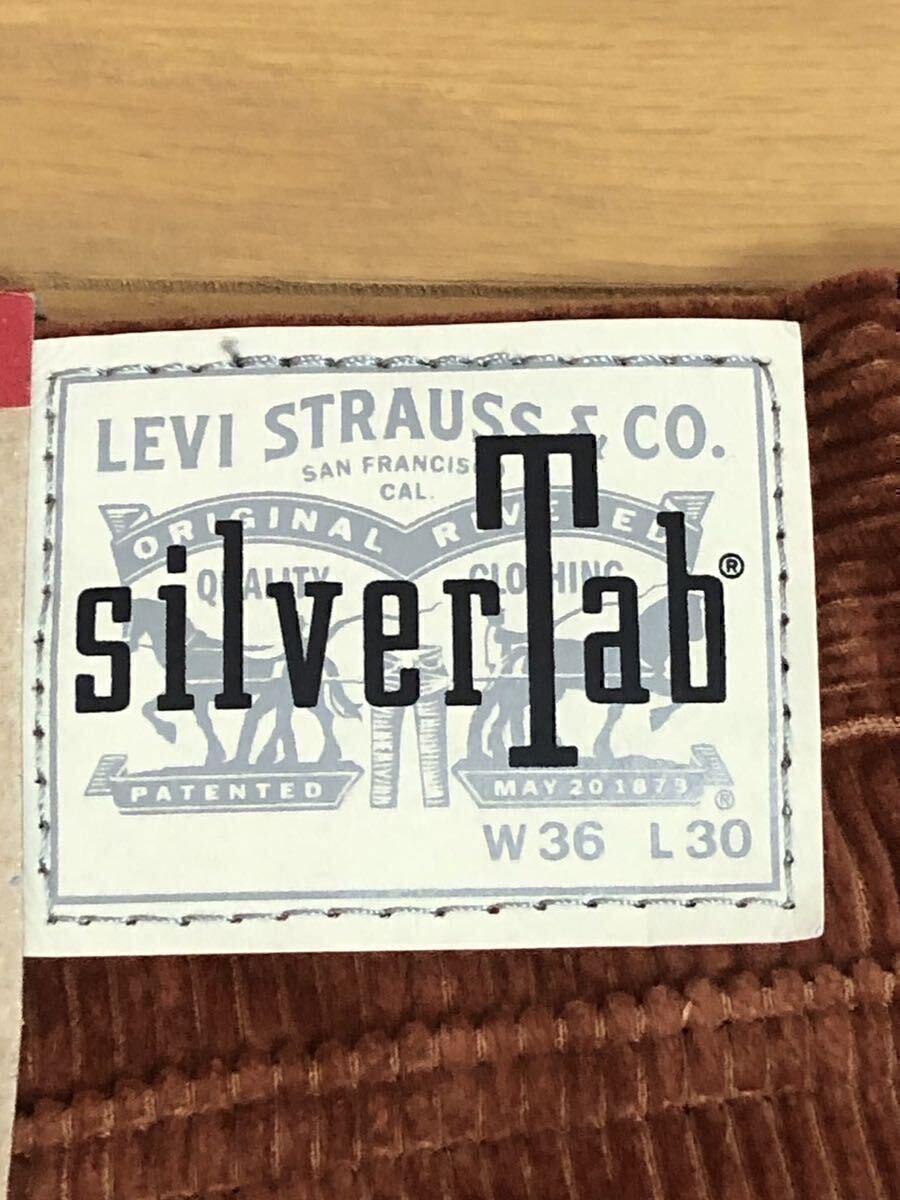 LEVI STRAUSS & CO.
SAN FRANCISCO
CAL.
ORIGINAL RIVETED
QUALITY CLOTHING
silverTab®
PATENTED MAY 20 1873 ®
W36 L30